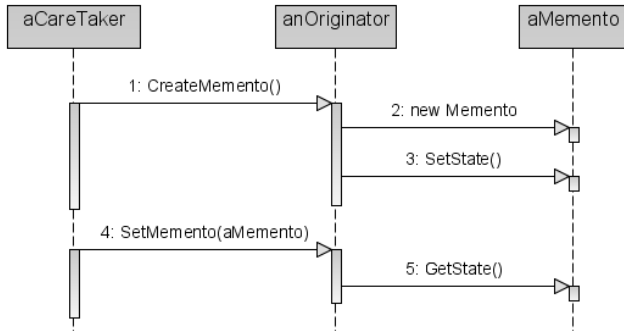 aCareTaker
anOriginator
aMemento
1: CreateMemento()
2: new Memento
3: SetState()
4: SetMemento(aMemento)
5: GetState()